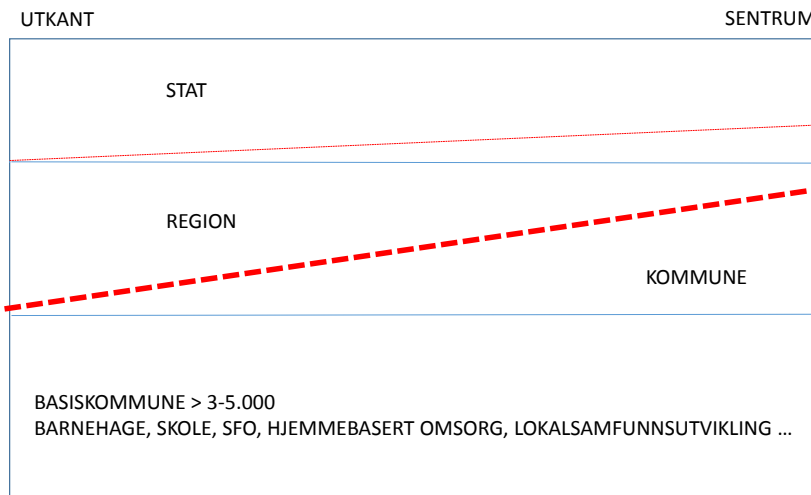 UTKANT
SENTRUM
STAT
REGION
KOMMUNE
BASISKOMMUNE > 3-5.000
BARNEHAGE, SKOLE, SFO, HJEMMEBASERT OMSORG, LOKALSAMFUNNSUTVIKLING ...